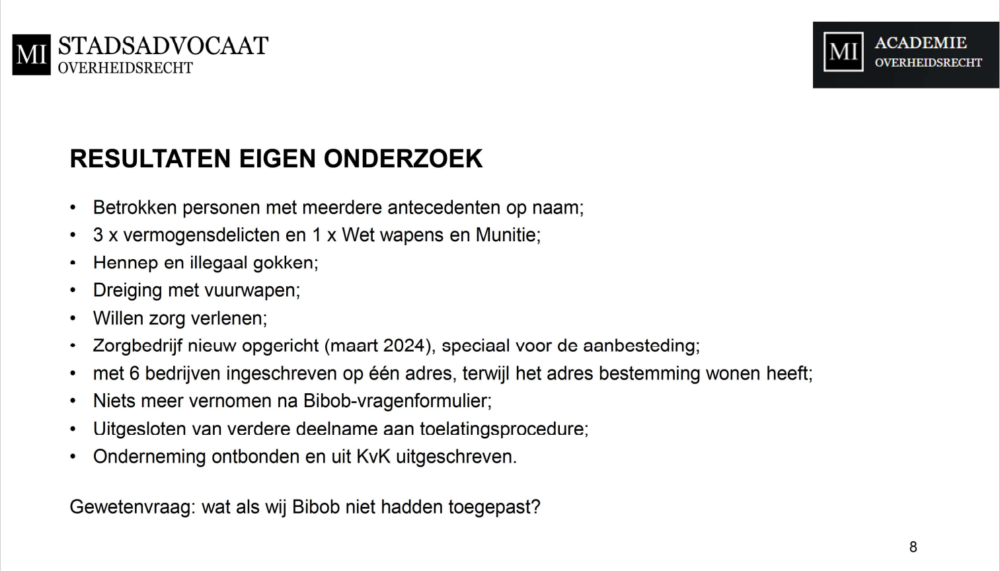 MI STADSADVOCAAT
OVERHEIDSRECHT
MI ACADEMIE
OVERHEIDSRECHT
RESULTATEN EIGEN ONDERZOEK
• Betrokken personen met meerdere antecedenten op naam;
• 3 x vermogensdelicten en 1 x Wet wapens en Munitie;
• Hennep en illegaal gokken;
• Dreiging met vuurwapen;
• Willen zorg verlenen;
• Zorgbedrijf nieuw opgericht (maart 2024), speciaal voor de aanbesteding;
• met 6 bedrijven ingeschreven op één adres, terwijl het adres bestemming wonen heeft;
• Niets meer vernomen na Bibob-vragenformulier;
• Uitgesloten van verdere deelname aan toelatingsprocedure;
• Onderneming ontbonden en uit KvK uitgeschreven.
Gewetenvraag: wat als wij Bibob niet hadden toegepast?
8